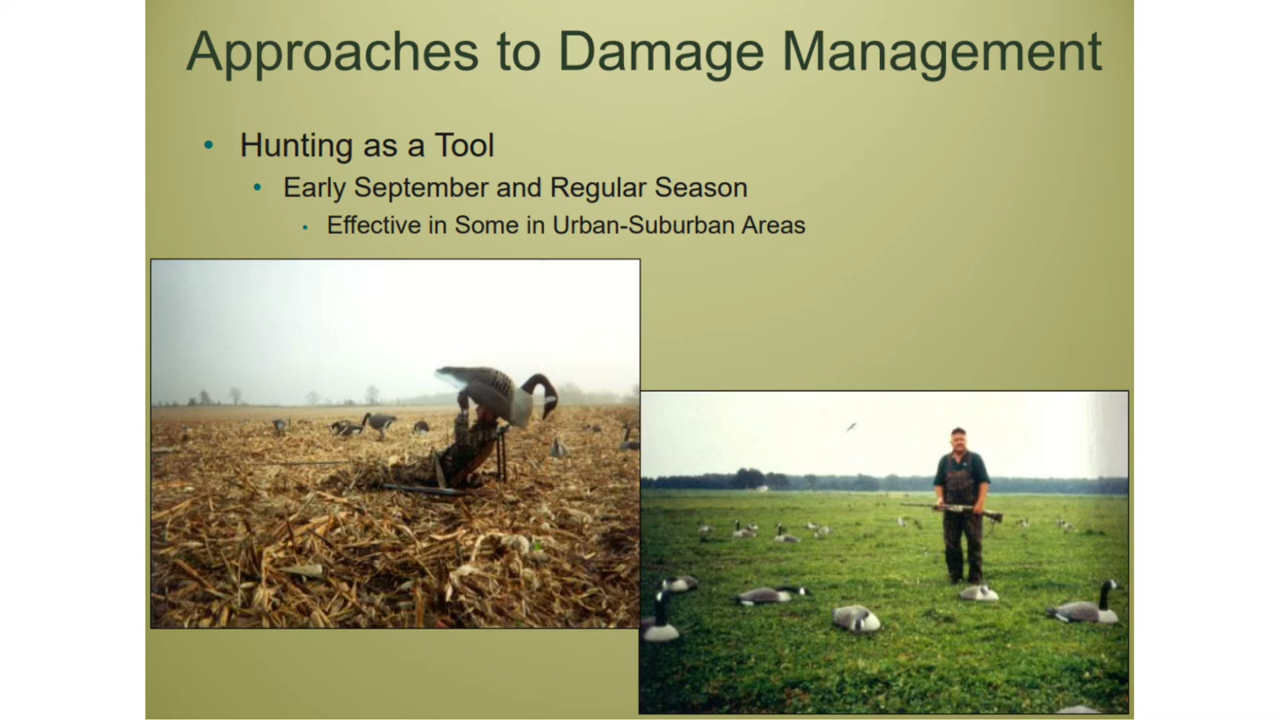 Approaches to Damage Management
Hunting as a Tool
Early September and Regular Season
Effective in Some in Urban-Suburban Areas